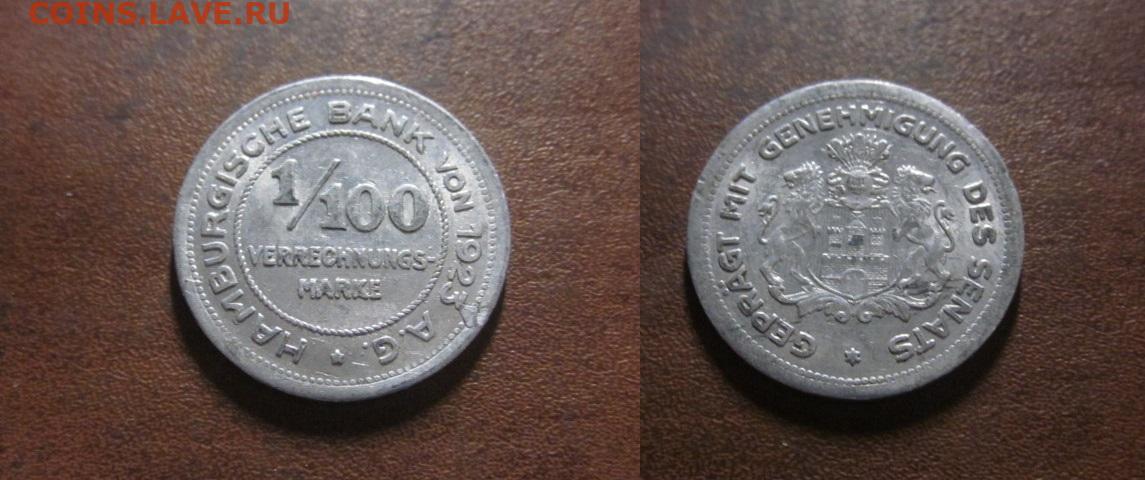 COINS.LAVE.RU
HAMBURGISCHE BANK VON 1923 A.G.
1/100
VERRECHNUNGS-
MARKE
GEPRÄGT MIT GENEHMIGUNG DES SENATS